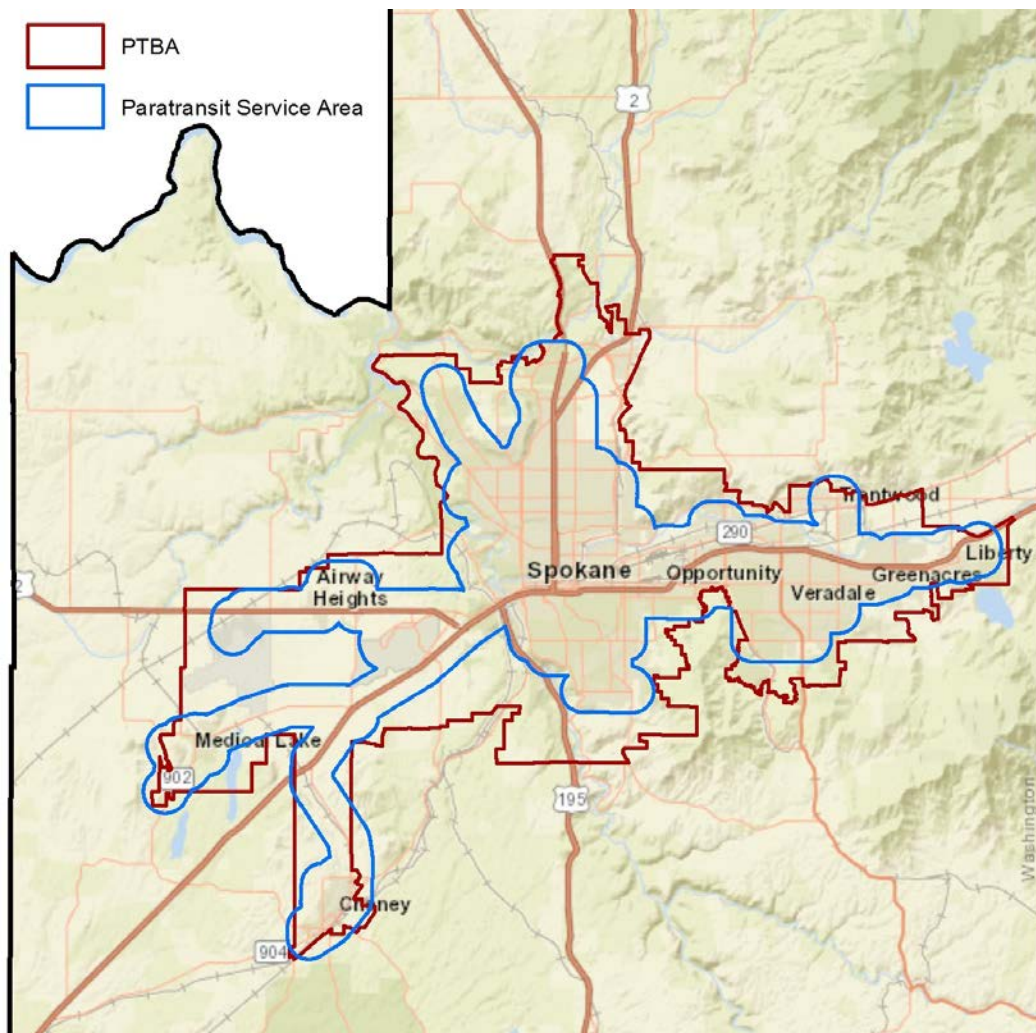 PTBA
Paratransit Service Area
2
290
Trentwood
Liberty
Spokane
Opportunity
Greenacres
Veradale
Airway
Heights
2
Medical Lake
902
195
Washington
Cheney
904